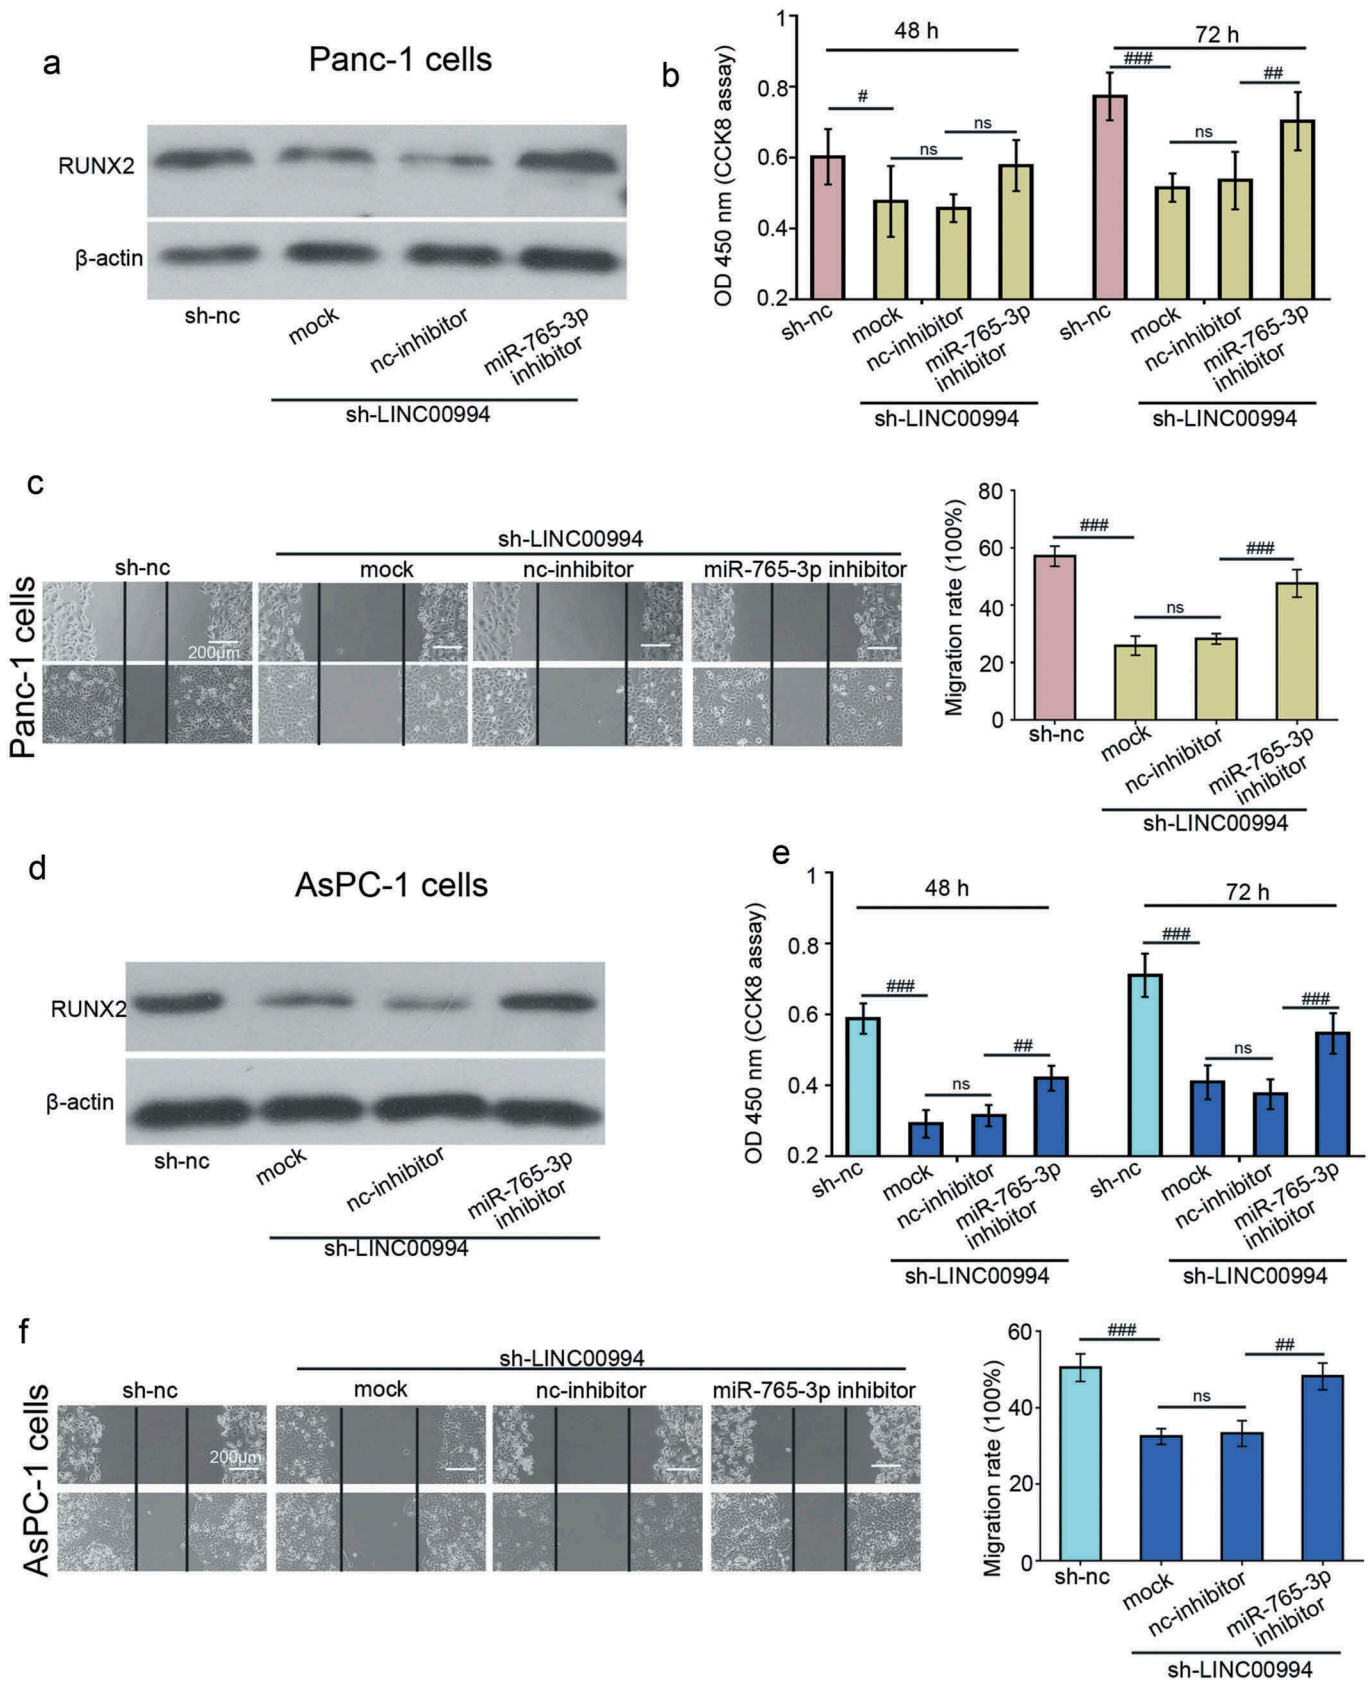 a
Panc-1 cells
RUNX2
β-actin
sh-nc
mock
nc-inhibitor
miR-765-3p
inhibitor
sh-LINC00994
b
OD 450 nm (CCK8 assay)
1
0.8
0.6
0.4
0.2
48 h
72 h
#
ns
ns
###
ns
##
sh-nc
mock
nc-inhibitor
miR-765-3p
inhibitor
sh-nc
mock
nc-inhibitor
miR-765-3p
inhibitor
sh-LINC00994
sh-LINC00994
c
Panc-1 cells
sh-LINC00994
sh-nc
mock
nc-inhibitor
miR-765-3p inhibitor
200μm
Migration rate (100%)
80
60
40
20
0
###
ns
###
sh-nc
mock
nc-inhibitor
miR-765-3p
inhibitor
sh-LINC00994
d
AsPC-1 cells
RUNX2
β-actin
sh-nc
mock
nc-inhibitor
miR-765-3p
inhibitor
sh-LINC00994
e
OD 450 nm (CCK8 assay)
1
0.8
0.6
0.4
0.2
48 h
72 h
###
ns
##
###
ns
###
sh-nc
mock
nc-inhibitor
miR-765-3p
inhibitor
sh-nc
mock
nc-inhibitor
miR-765-3p
inhibitor
sh-LINC00994
sh-LINC00994
f
AsPC-1 cells
sh-LINC00994
sh-nc
mock
nc-inhibitor
miR-765-3p inhibitor
200μm
Migration rate (100%)
60
40
20
0
###
ns
##
sh-nc
mock
nc-inhibitor
miR-765-3p
inhibitor
sh-LINC00994